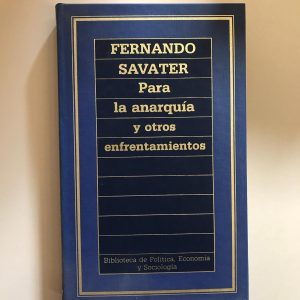 FERNANDO
SAVATER
Para
la anarquía
y otros
enfrentamientos
Biblioteca de Política, Economía
y Sociología